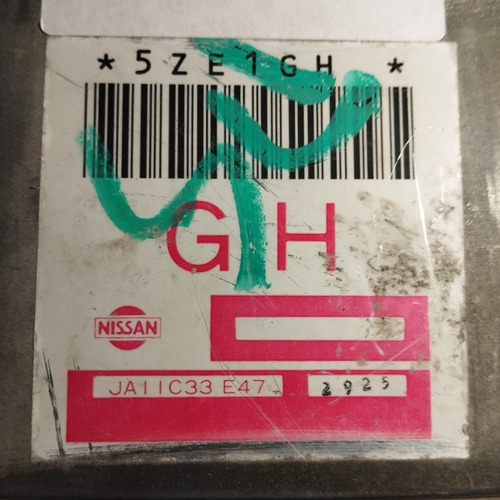 *5ZE1GH *
GH
NISSAN
JA11C33 E47
2925